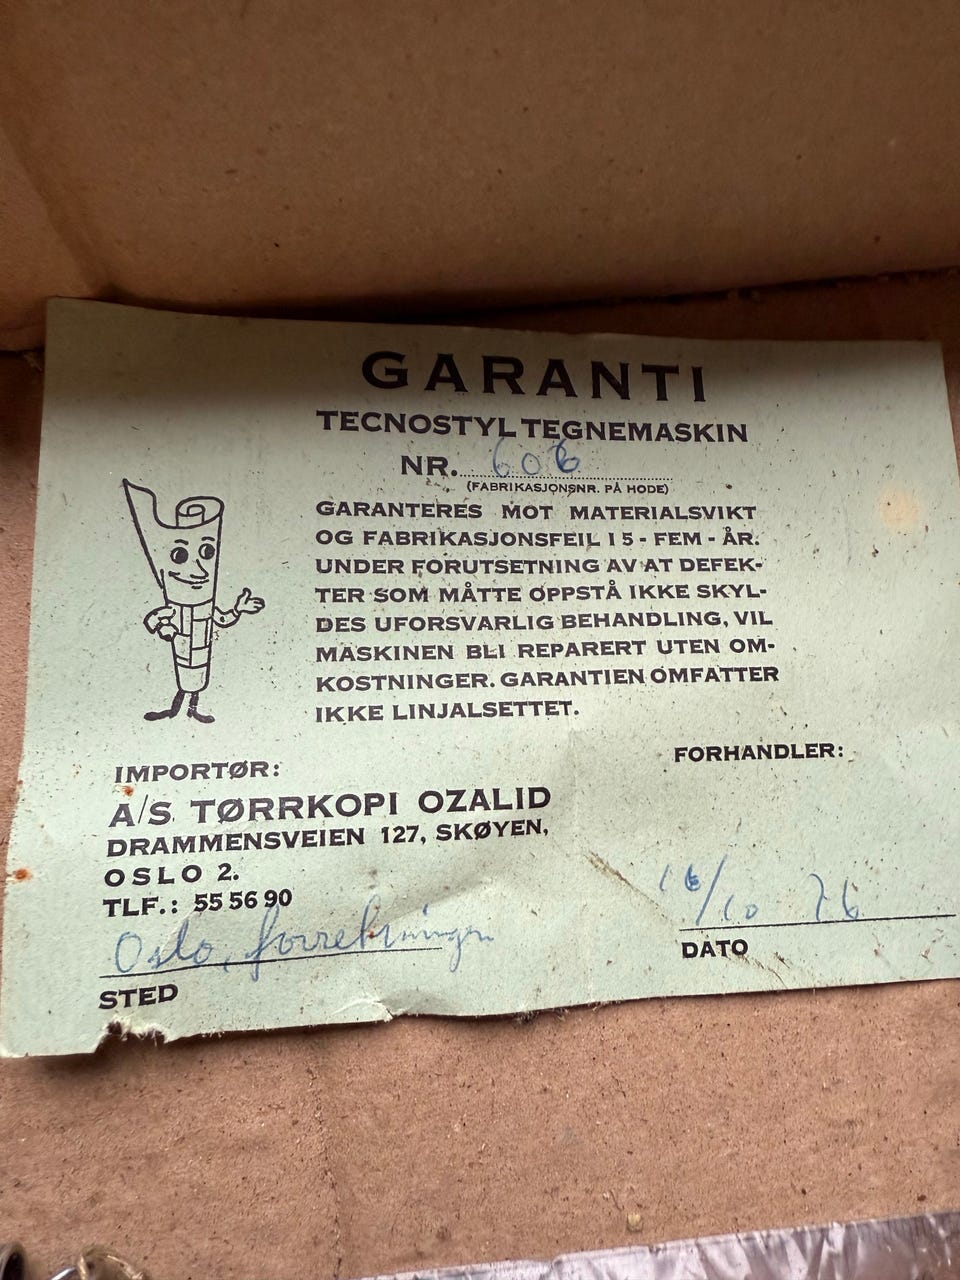 GARANTI
TECNOSTYL TEGNEMASKIN
NR. 606
(FABRIKASJONSNR. PÅ HODE)
GARANTERES MOT MATERIALSVIKT
OG FABRIKASJONSFEIL I 5 - FEM - ÅR.
UNDER FORUTSETNING AV AT DEFEK-
TER SOM MÅTTE OPPSTÅ IKKE SKYL-
DES UFORSVARLIG BEHANDLING, VIL
MASKINEN BLI REPARERT UTEN OM-
KOSTNINGER. GARANTIEN OMFATTER
IKKE LINJALSETTET.
IMPORTØR:
A/S TØRRKOPI OZALID
DRAMMENSVEIEN 127, SKØYEN,
OSLO 2.
TLF.: 55 56 90
Oslo, forretningen
STED
FORHANDLER:
16/10 76
DATO